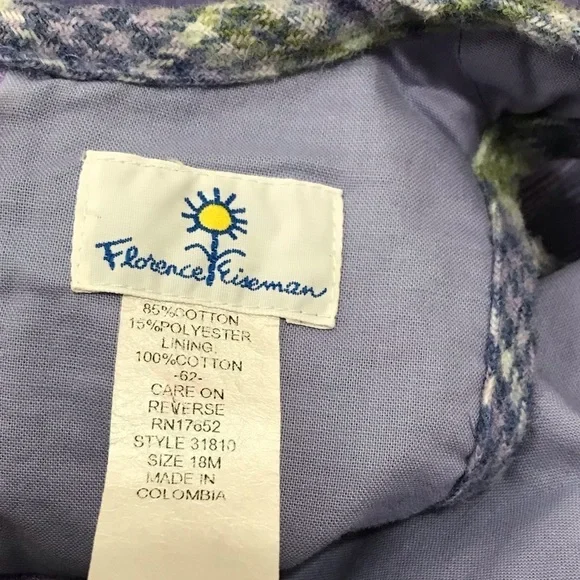 Florence Eiseman
85%COTTON
15%POLYESTER
LINING:
100%COTTON
-62-
CARE ON
REVERSE
RN17652
STYLE 31810
SIZE 18M
MADE IN
COLOMBIA